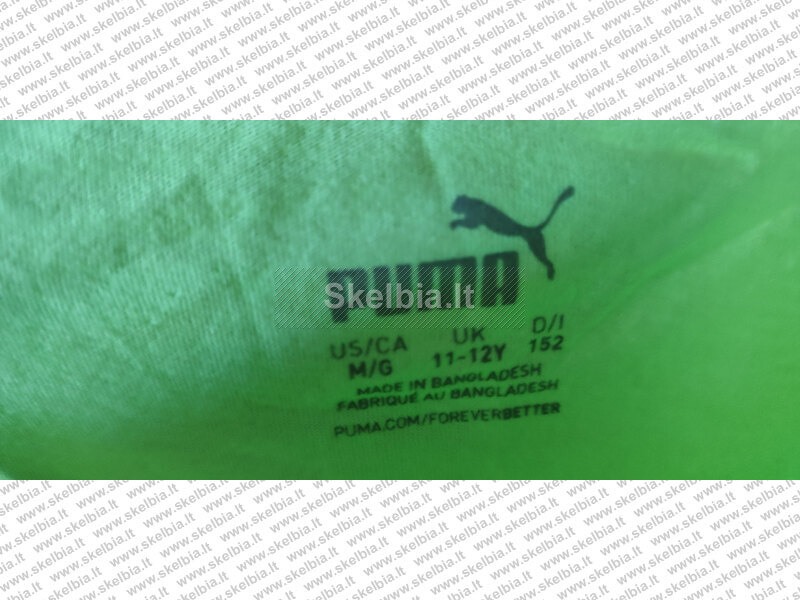 PUMA
Skelbia.lt
US/CA UK D/I
M/G 11-12Y 152
MADE IN BANGLADESH
FABRIQUÉ AU BANGLADESH
PUMA.COM/FOREVERBETTER
www.skelbia.lt